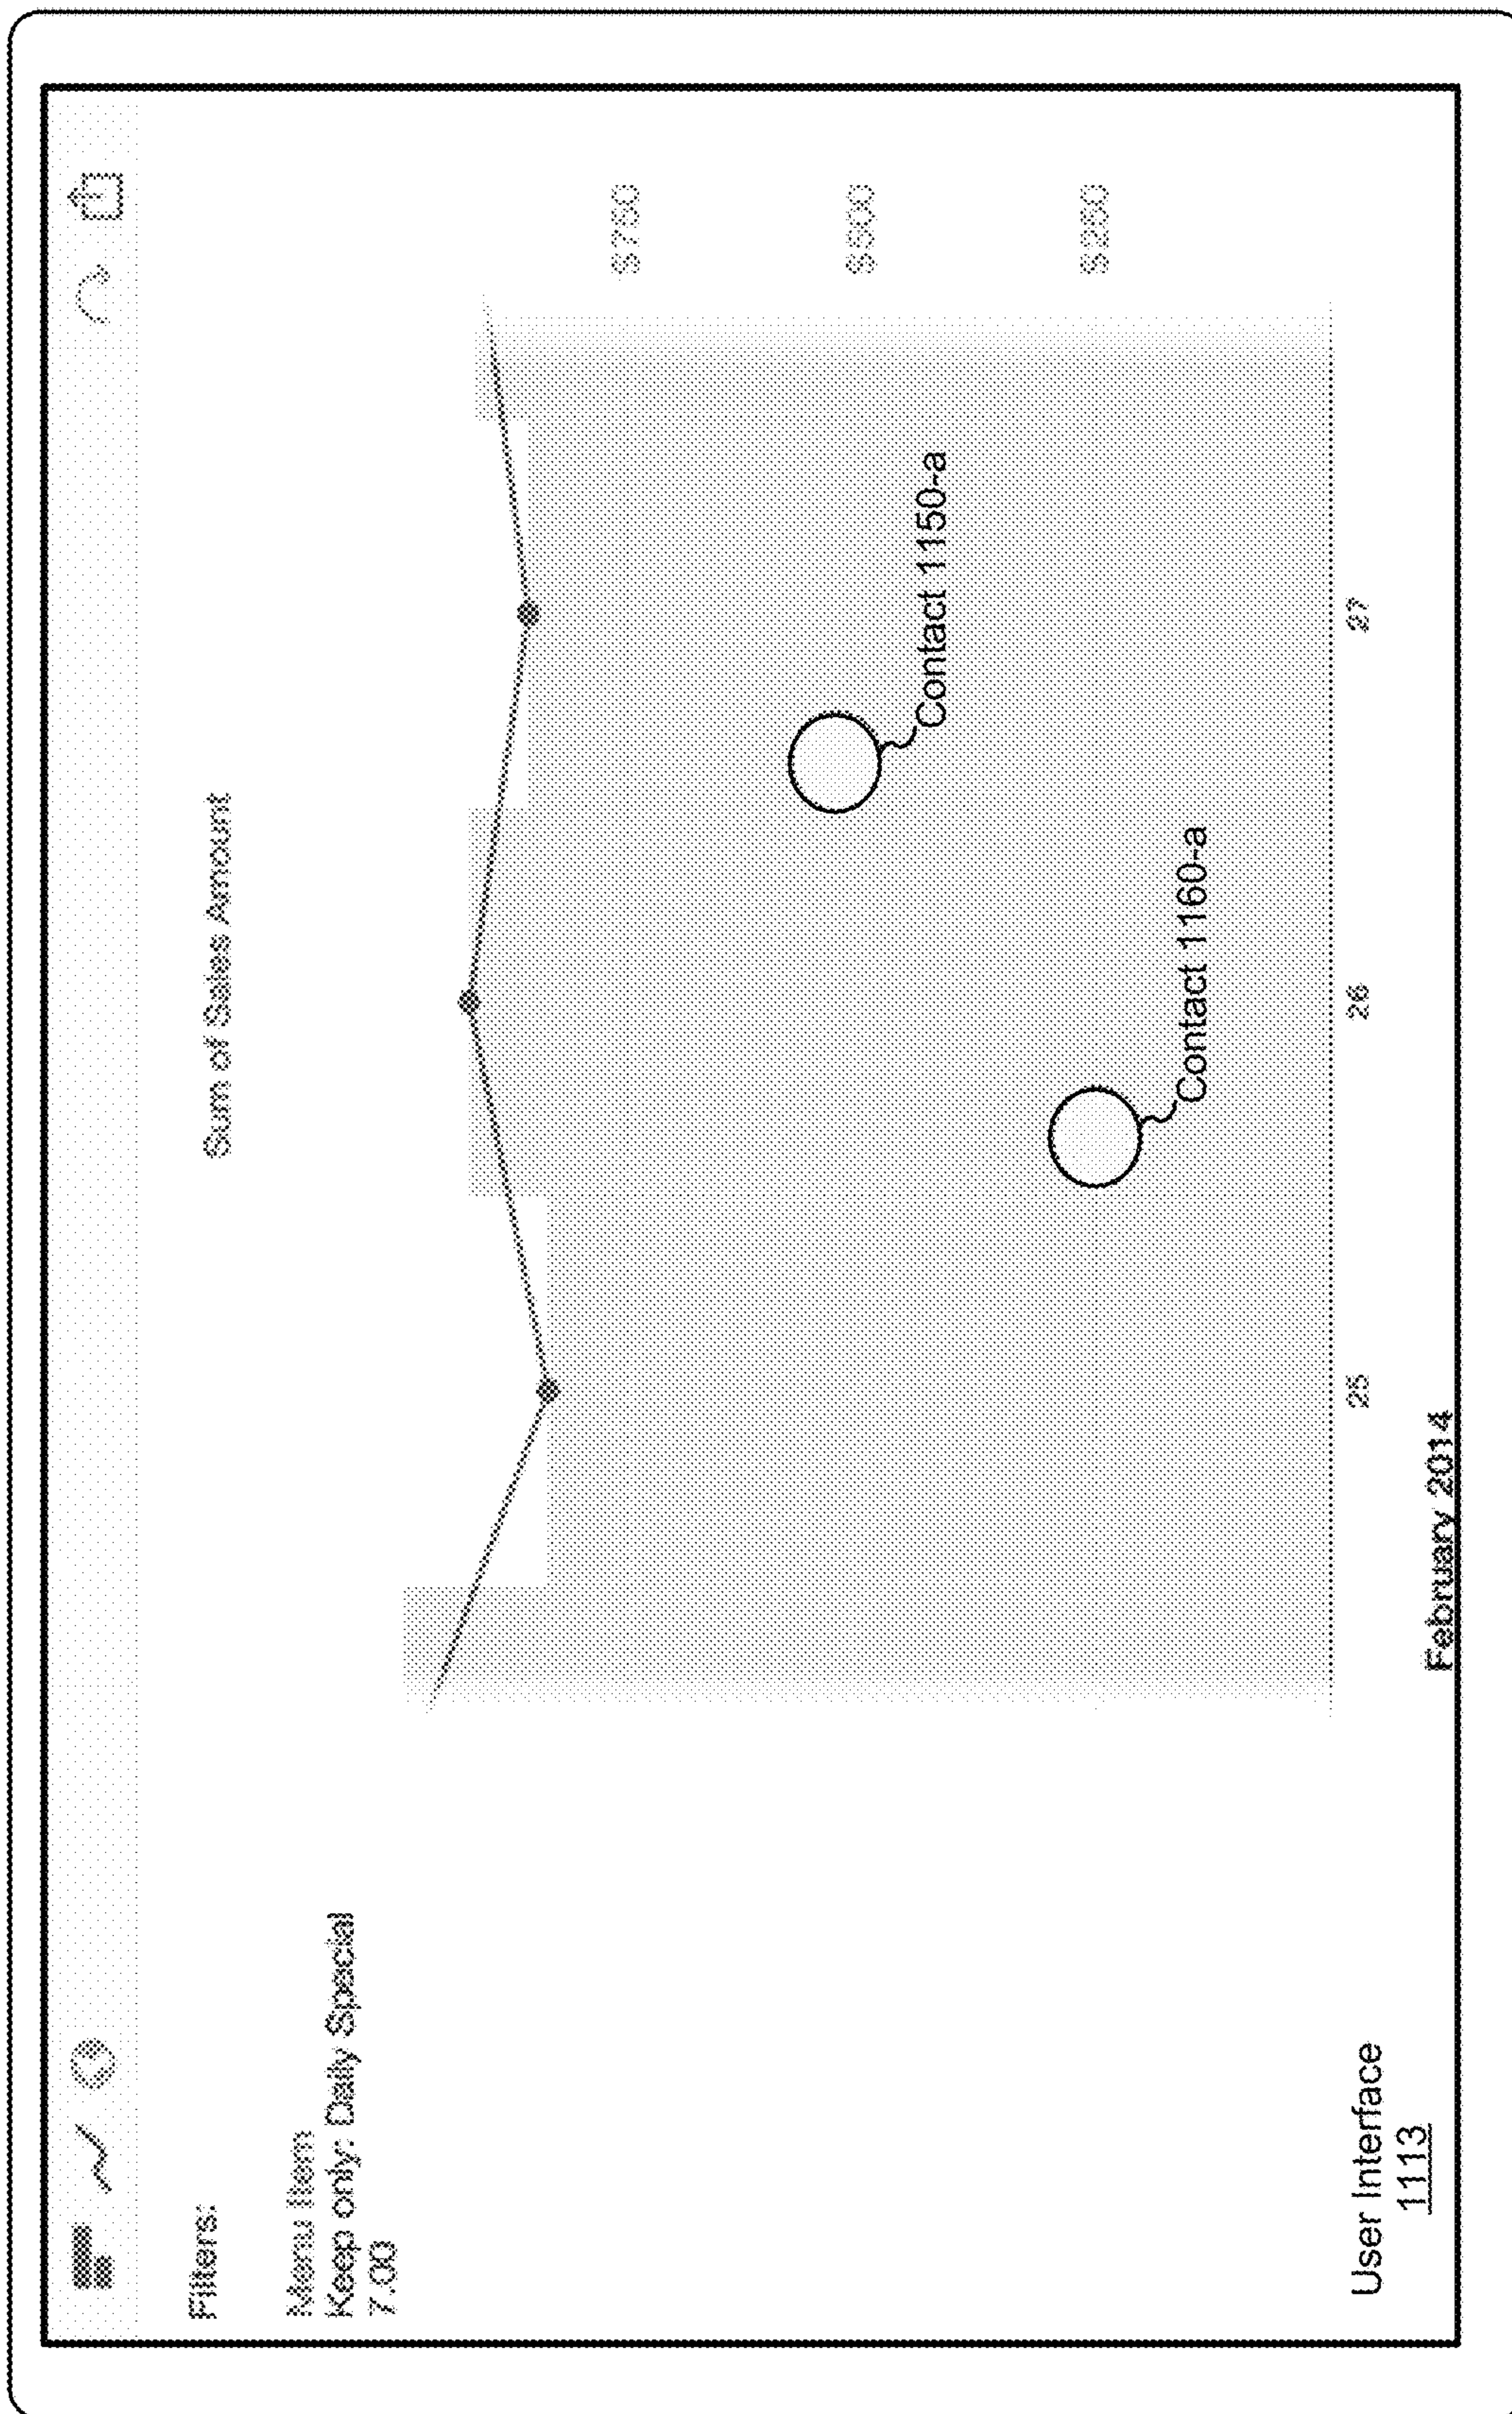 Filters:
Menu Item
Keep only: Daily Special
7.00
Sum of Sales Amount
$750
$500
$250
Contact 1150-a
Contact 1160-a
25
26
27
February 2014
User Interface
1113